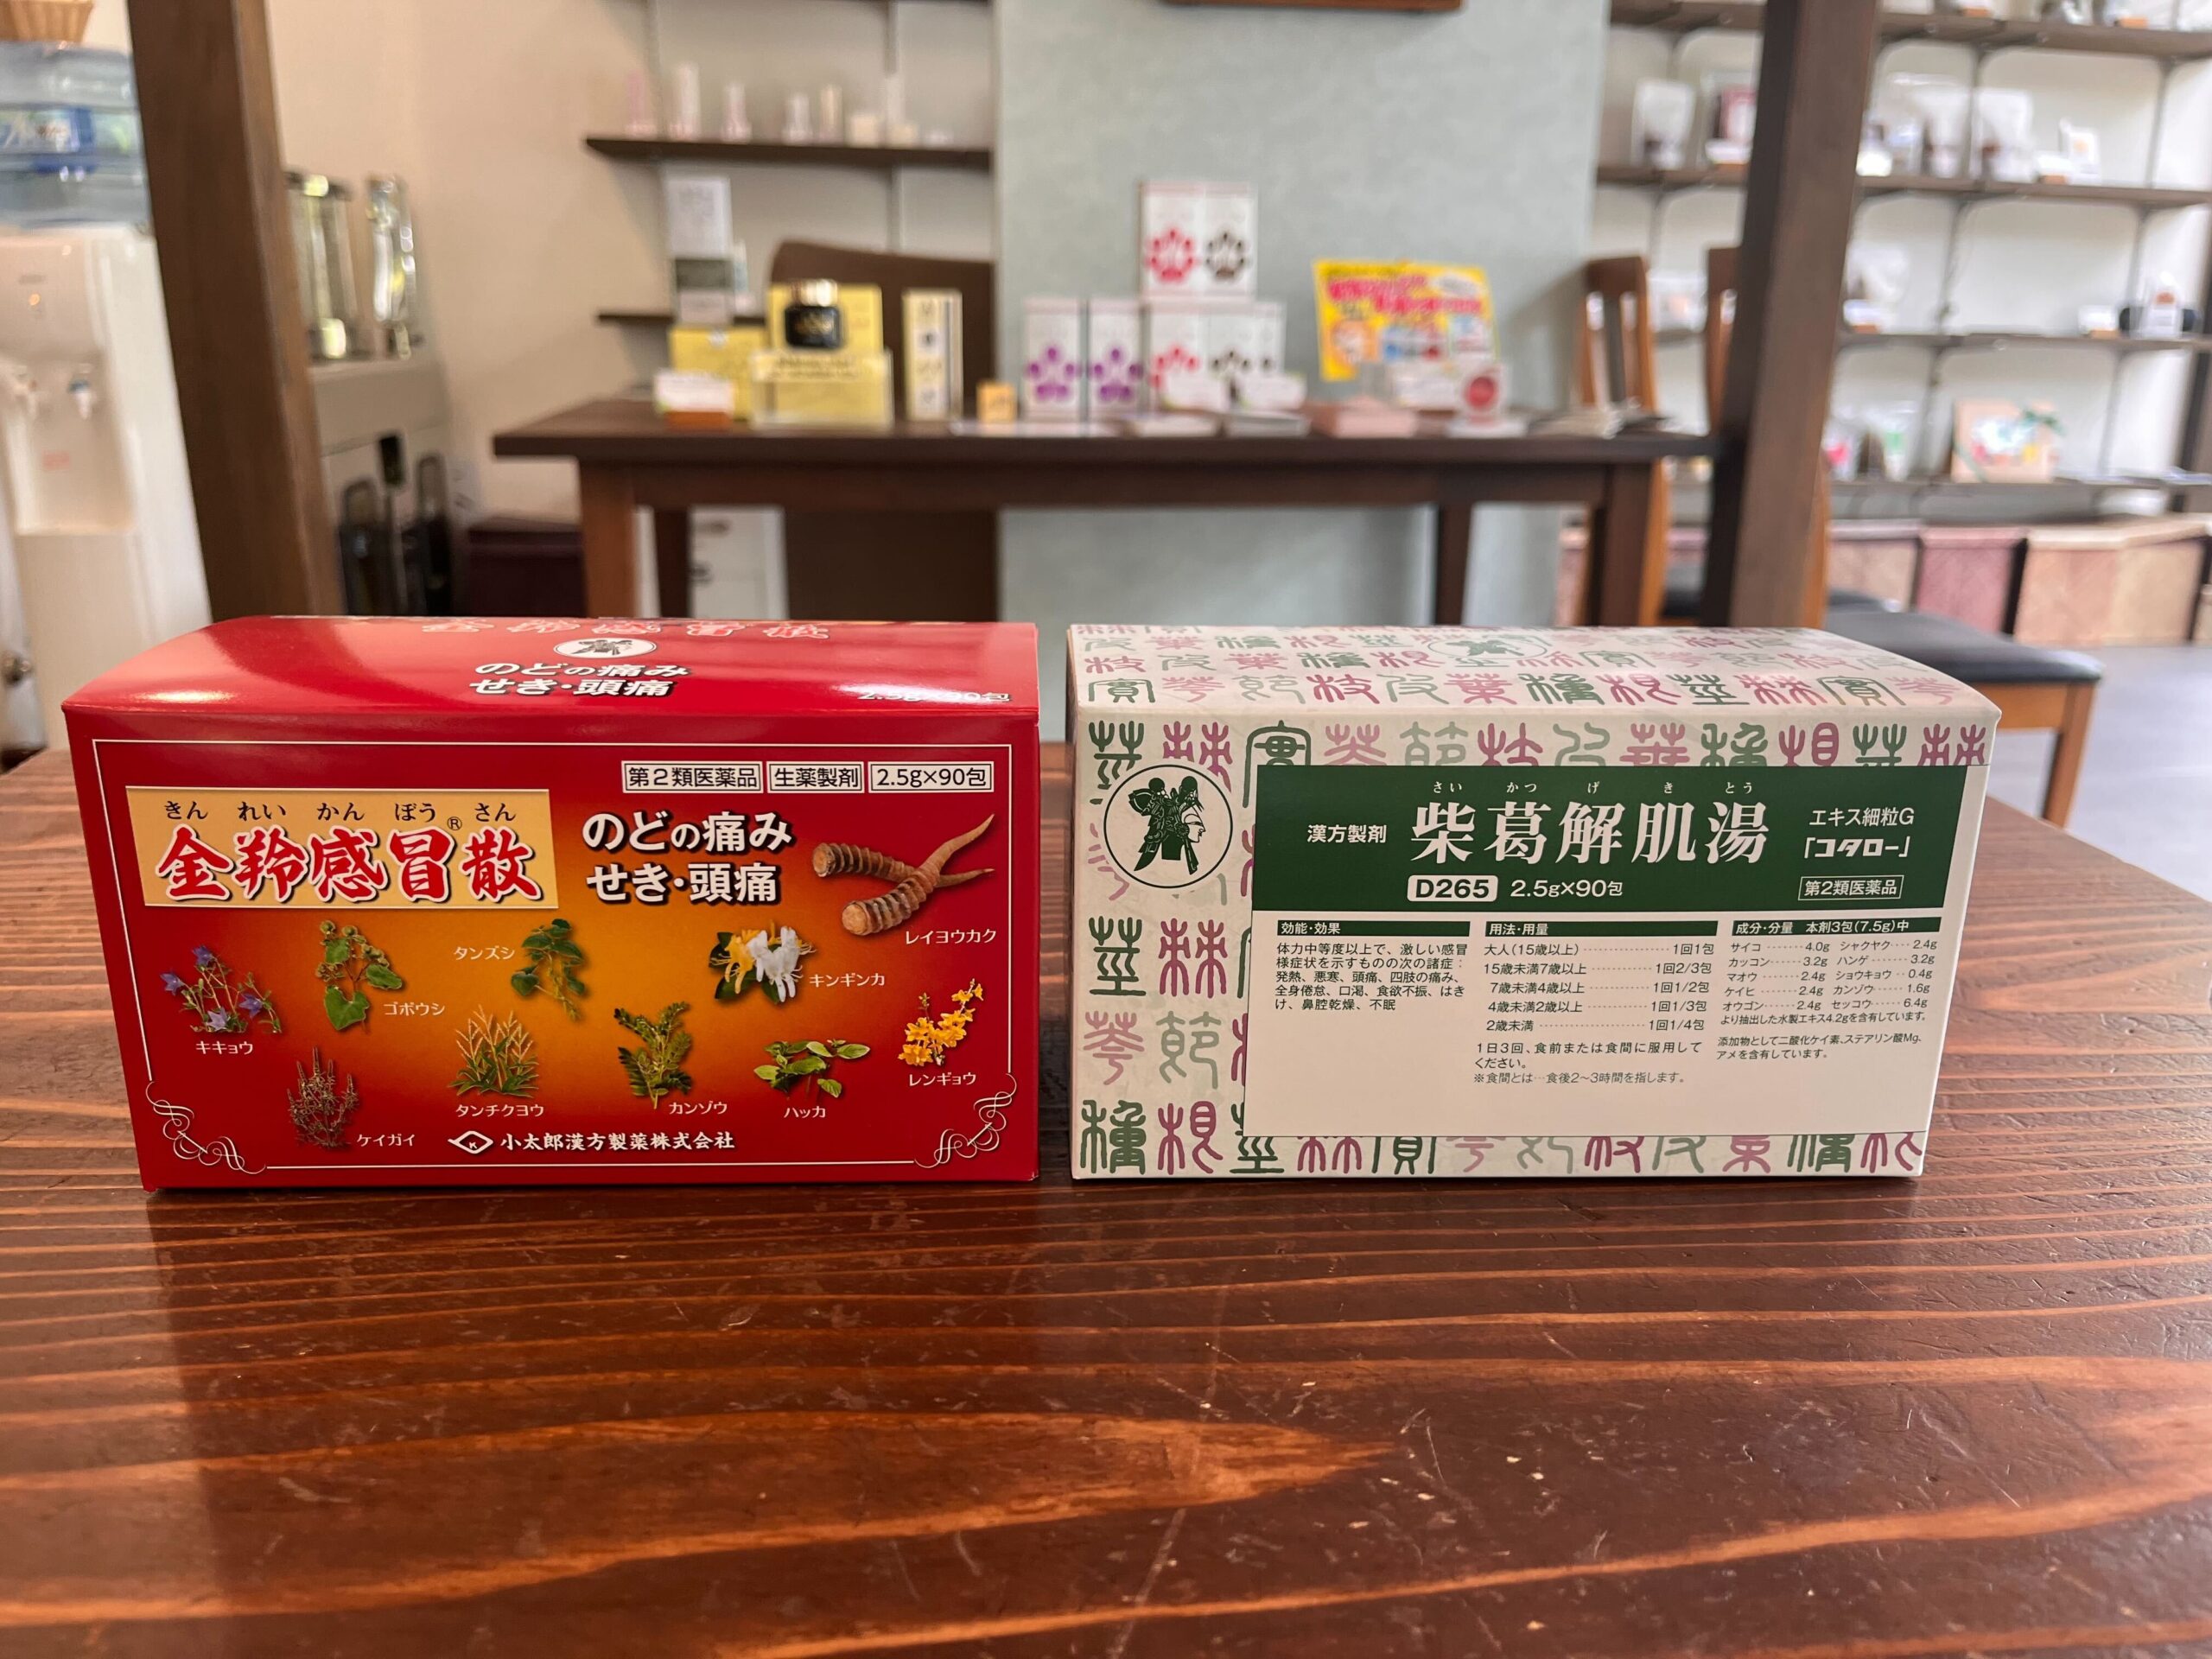 のどの痛み
せき・頭痛
2.5g×90包
第2類医薬品 生薬製剤 2.5g×90包
きん れい かん ぼう さん
金羚感冒散®
のどの痛み
せき・頭痛
レイヨウカク
タンズシ
キンギンカ
ゴボウシ
キキョウ
レンギョウ
タンチクヨウ
カンゾウ
ハッカ
ケイガイ
小太郎漢方製薬株式会社
さい かつ げ き とう
漢方製剤 柴葛解肌湯 エキス細粒G
「コタロー」
D265 2.5g×90包 第2類医薬品
効能・効果
体力中等度以上で、激しい感冒
様症状を示すものの次の諸症:
発熱、悪寒、頭痛、四肢の痛み、
全身倦怠、口渇、食欲不振、はき
け、鼻腔乾燥、不眠
用法・用量
大人(15歳以上)‥‥‥‥‥1回1包
15歳未満7歳以上‥‥‥‥1回2/3包
7歳未満4歳以上‥‥‥‥1回1/2包
4歳未満2歳以上‥‥‥‥1回1/3包
2歳未満‥‥‥‥‥‥1回1/4包
1日3回、食前または食間に服用して
ください。
※食間とは…食後2〜3時間を指します。
成分・分量 本剤3包(7.5g)中
サイコ‥‥‥4.0g シャクヤク‥‥2.4g
カッコン‥‥‥3.2g ハンゲ‥‥‥3.2g
マオウ‥‥‥2.4g ショウキョウ‥0.4g
ケイヒ‥‥‥2.4g カンゾウ‥‥‥1.6g
オウゴン‥‥‥2.4g セッコウ‥‥‥6.4g
より抽出した水製エキス4.2gを含有しています。
添加物として二酸化ケイ素、ステアリン酸Mg、
アメを含有しています。